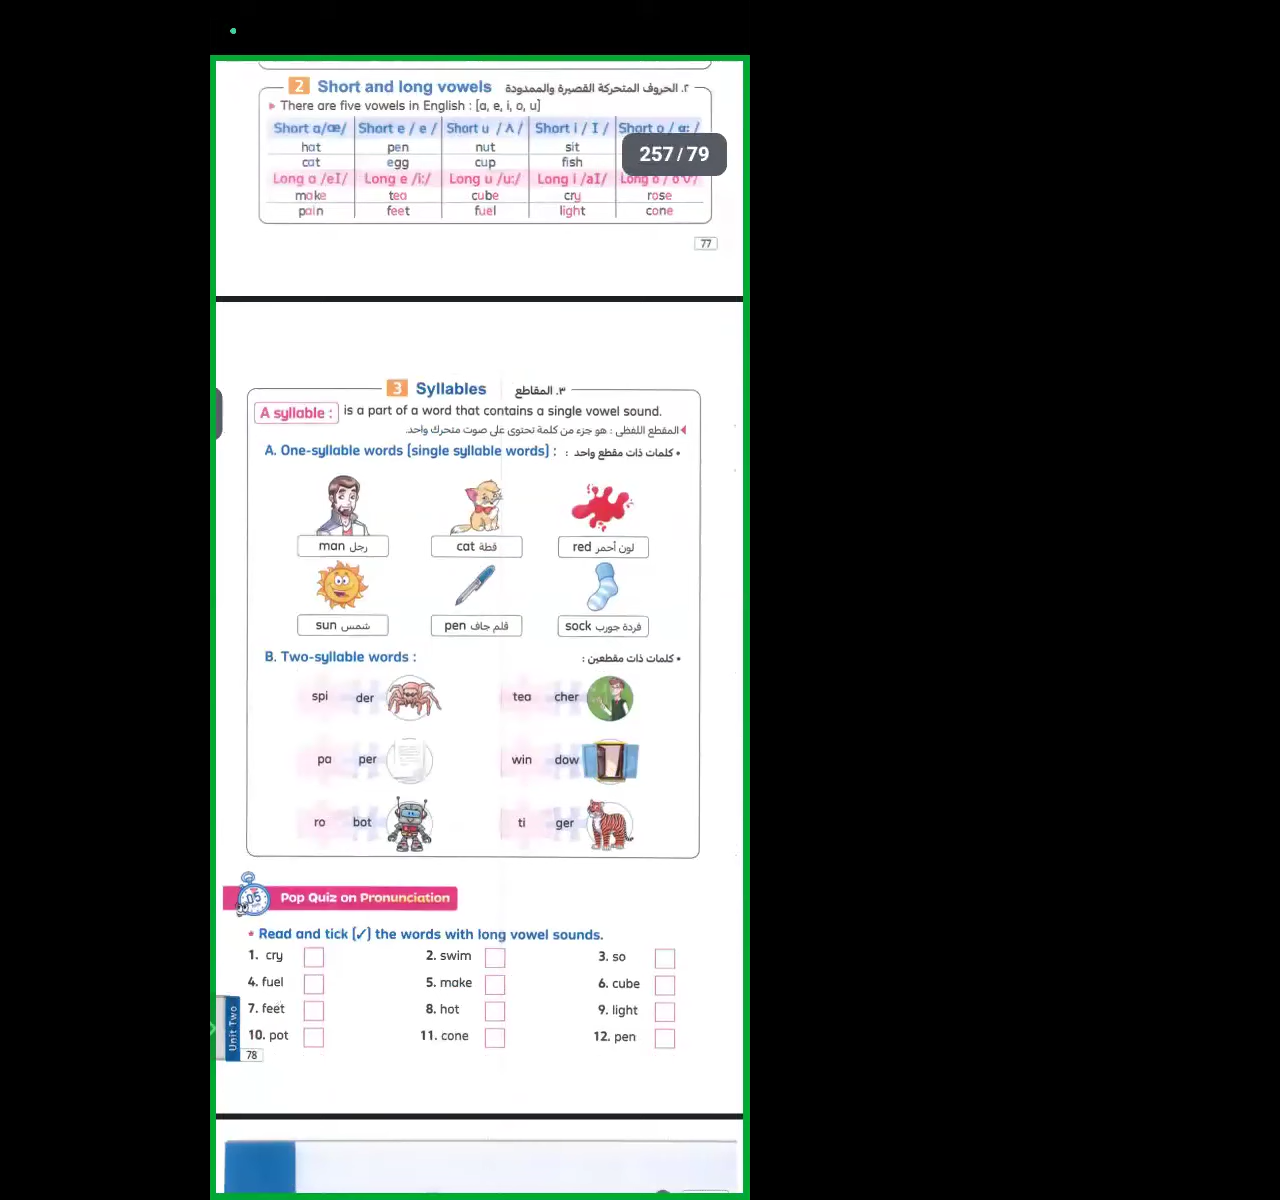 2 Short and long vowels ٢. الحروف المتحركة القصيرة والممدودة
There are five vowels in English : [a, e, i, o, u]
Short a/æ/ Short e / e / Short u / ʌ / Short i / I / Short o / ɑ: /
hat pen nut sit
cat egg cup fish
257/79
Long a /eI/ Long e /i:/ Long u /u:/ Long i /aI/ Long o /
make tea cube cry rose
pain feet fuel light cone
77
3 Syllables ٣. المقاطع
A syllable : is a part of a word that contains a single vowel sound.
المقطع اللفظى : هو جزء من كلمة تحتوى على صوت متحرك واحد.
A. One-syllable words [single syllable words] : • كلمات ذات مقطع واحد :
man رجل cat قطة red لون أحمر
sun شمس pen قلم جاف sock فردة جورب
B. Two-syllable words : • كلمات ذات مقطعين :
spi der tea cher
pa per win dow
ro bot ti ger
05
Pop Quiz on Pronunciation
* Read and tick [✓] the words with long vowel sounds.
1. cry 2. swim 3. so
4. fuel 5. make 6. cube
7. feet 8. hot 9. light
10. pot 11. cone 12. pen
Unit Two
78